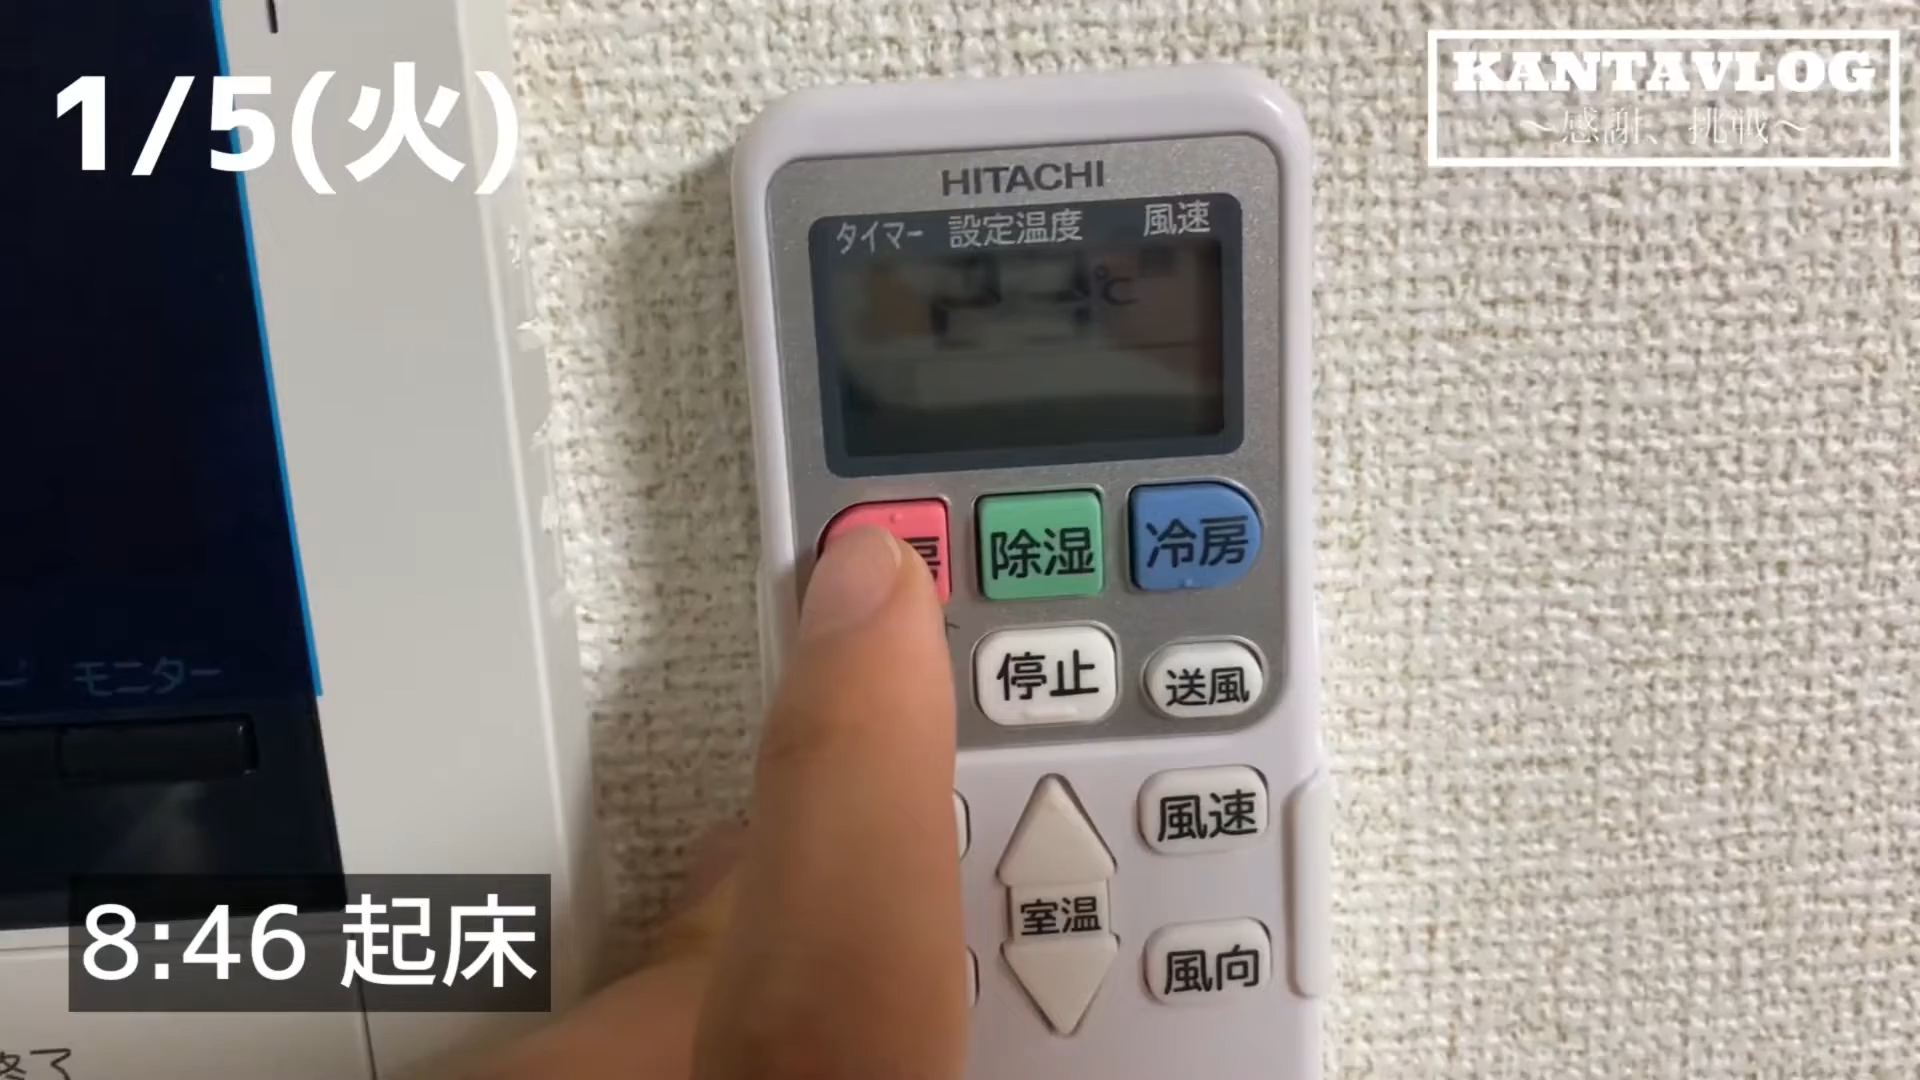 1/5(火)
KANTAVLOG
～感謝、挑戦～
HITACHI
タイマー 設定温度 風速
℃
除湿 冷房
停止 送風
モニター
風速
室温
風向
8:46 起床
終了